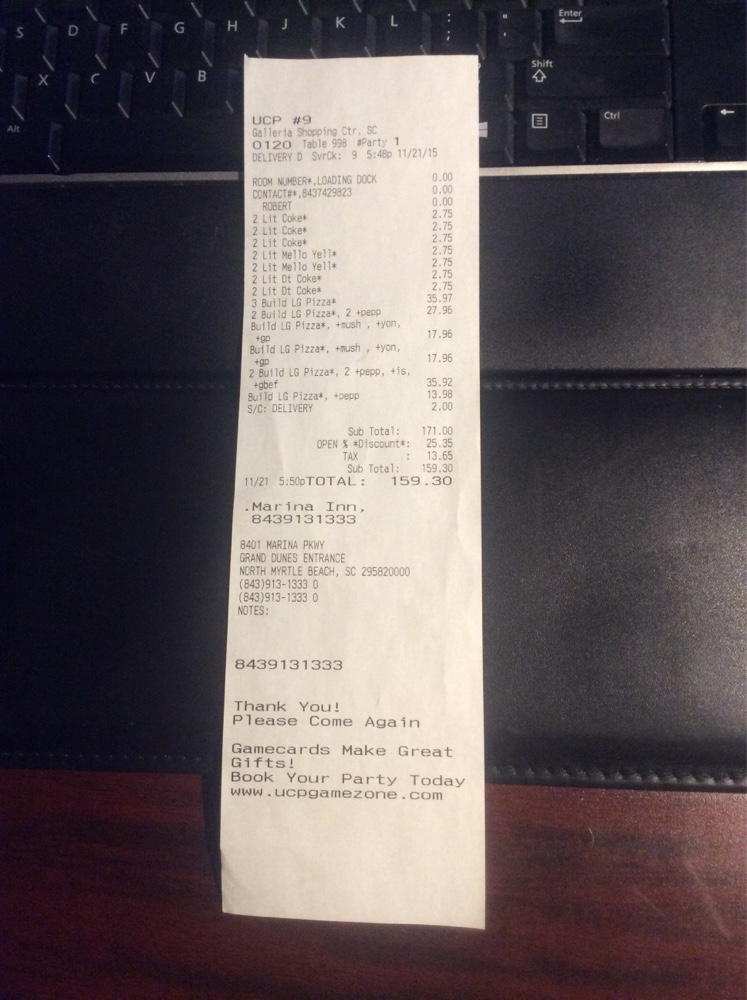 S D F G H J K L : ; " ' Enter
X C V B Shift
Alt Ctrl
UCP #9
Galleria Shopping Ctr, SC
0120 Table 998 #Party 1
DELIVERY D SvrCk: 9 5:48p 11/21/15
ROOM NUMBER*,LOADING DOCK 0.00
CONTACT#*,8437429823 0.00
ROBERT 0.00
2 Lit Coke* 2.75
2 Lit Coke* 2.75
2 Lit Coke* 2.75
2 Lit Mello Yell* 2.75
2 Lit Mello Yell* 2.75
2 Lit Dt Coke* 2.75
2 Lit Dt Coke* 2.75
3 Build LG Pizza* 35.97
2 Build LG Pizza*, 2 +pepp 27.96
Build LG Pizza*, +mush , +yon,
+gp 17.96
Build LG Pizza*, +mush , +yon,
+gp 17.96
2 Build LG Pizza*, 2 +pepp, +is,
+gbef 35.92
Build LG Pizza*, +pepp 13.98
S/C: DELIVERY 2.00
Sub Total: 171.00
OPEN % *Discount*: 25.35
TAX : 13.65
Sub Total: 159.30
11/21 5:50pTOTAL: 159.30
.Marina Inn,
8439131333
8401 MARINA PKWY
GRAND DUNES ENTRANCE
NORTH MYRTLE BEACH, SC 295820000
(843)913-1333 0
(843)913-1333 0
NOTES:
8439131333
Thank You!
Please Come Again
Gamecards Make Great
Gifts!
Book Your Party Today
www.ucpgamezone.com